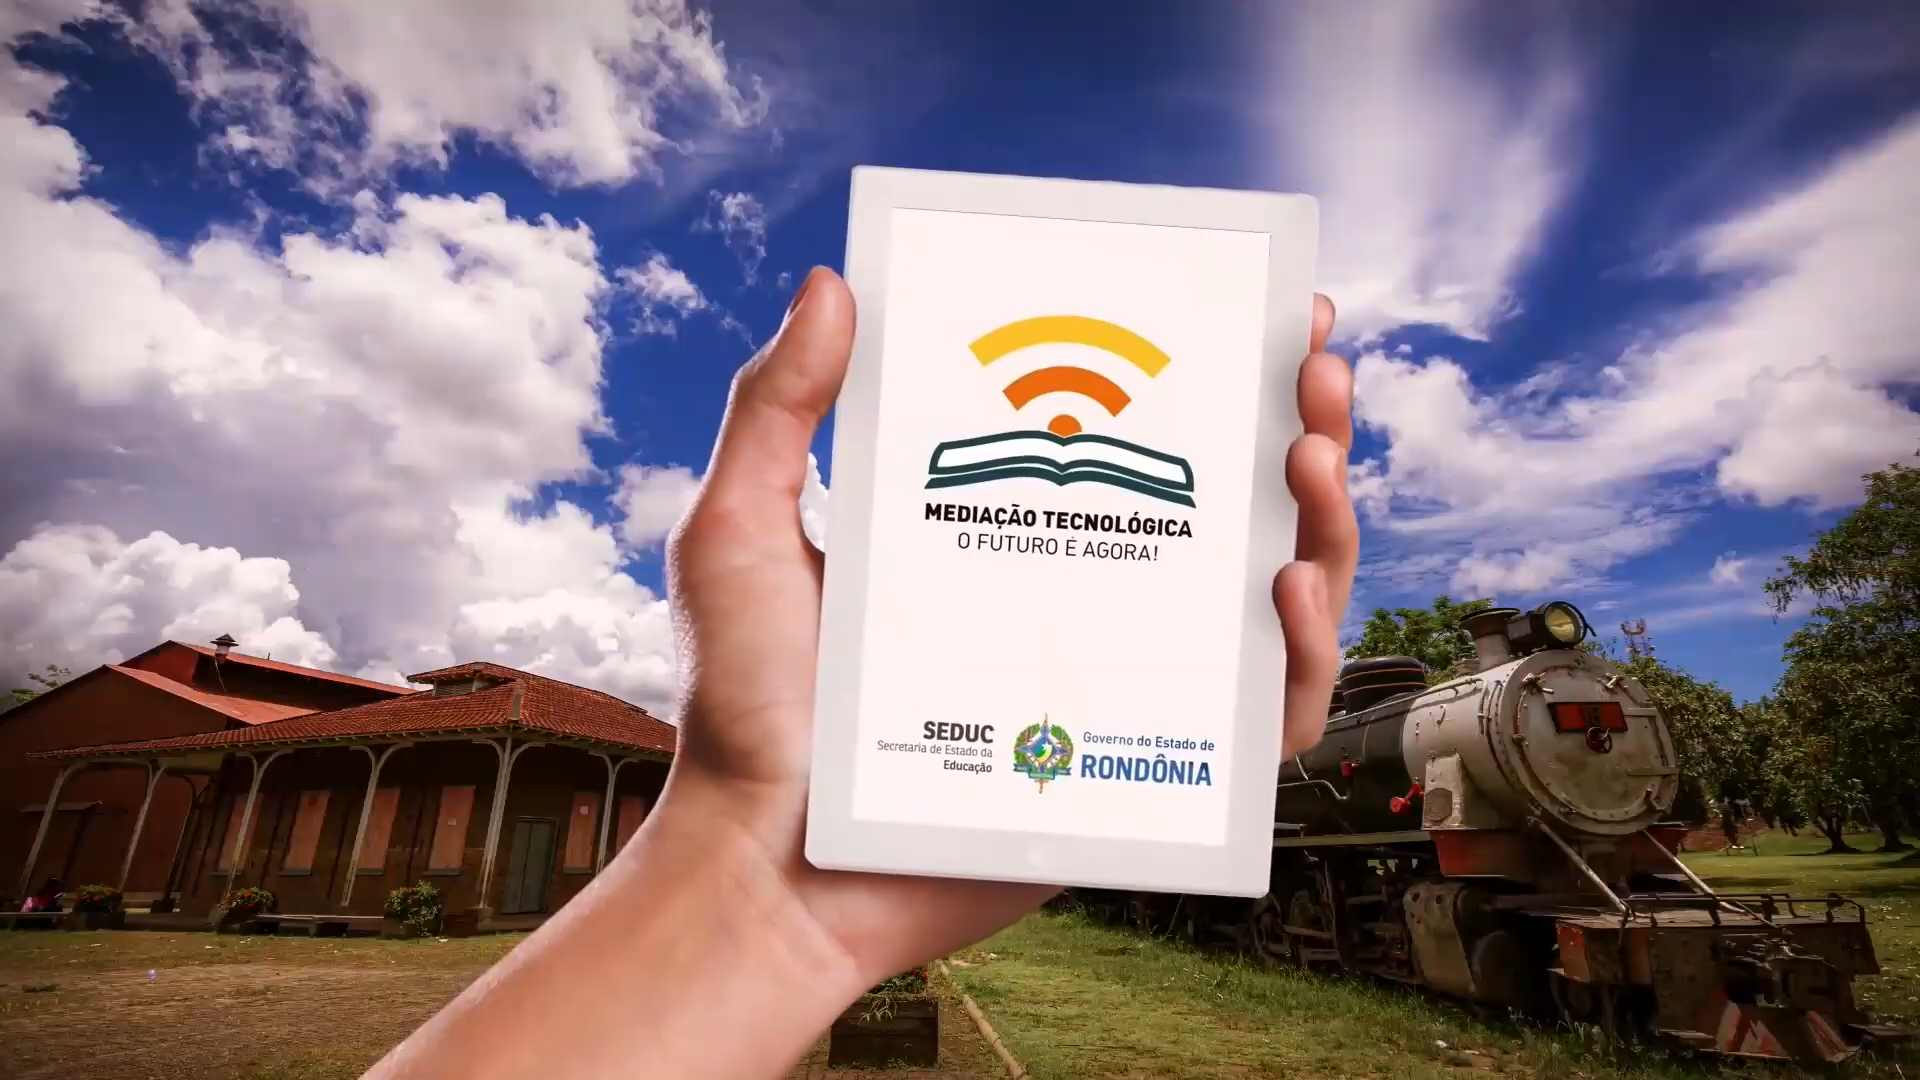 MEDIAÇÃO TECNOLÓGICA
O FUTURO É AGORA!
SEDUC
Secretaria de Estado da
Educação
Governo do Estado de
RONDÔNIA